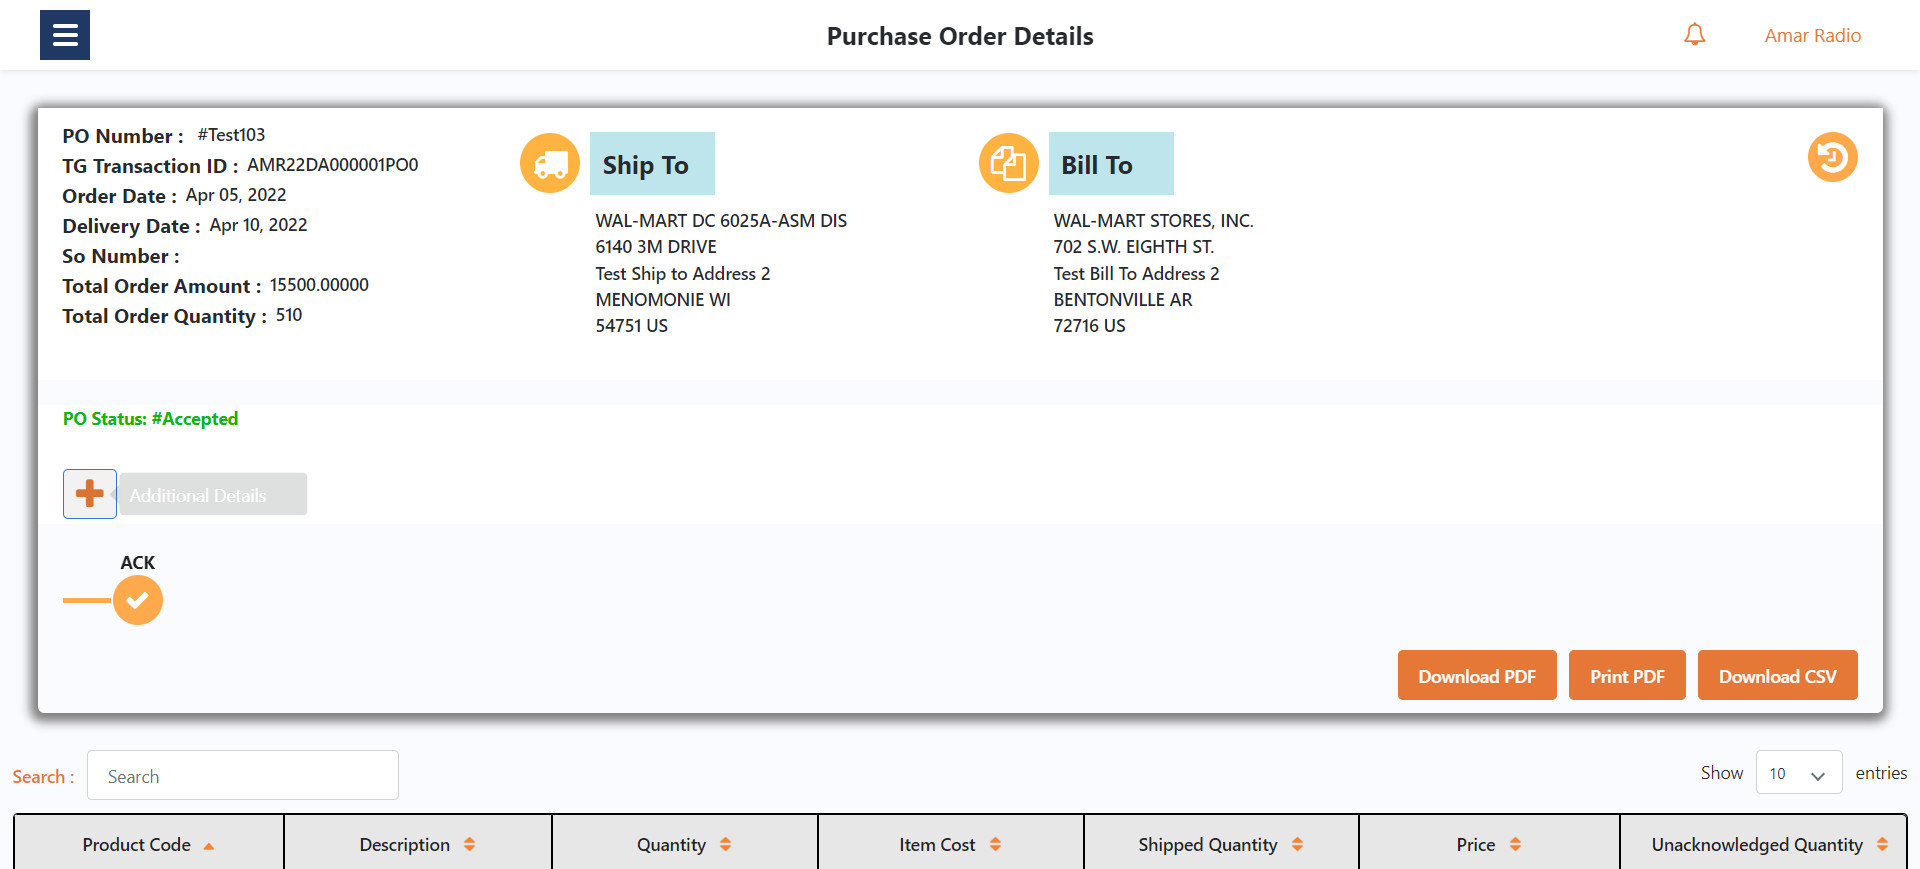 Purchase Order Details
Amar Radio
PO Number : #Test103
TG Transaction ID : AMR22DA000001PO0
Order Date : Apr 05, 2022
Delivery Date : Apr 10, 2022
So Number :
Total Order Amount : 15500.00000
Total Order Quantity : 510
Ship To
WAL-MART DC 6025A-ASM DIS
6140 3M DRIVE
Test Ship to Address 2
MENOMONIE WI
54751 US
Bill To
WAL-MART STORES, INC.
702 S.W. EIGHTH ST.
Test Bill To Address 2
BENTONVILLE AR
72716 US
PO Status: #Accepted
Additional Details
ACK
Download PDF Print PDF Download CSV
Search : Search
Show 10 entries
Product Code Description Quantity Item Cost Shipped Quantity Price Unacknowledged Quantity